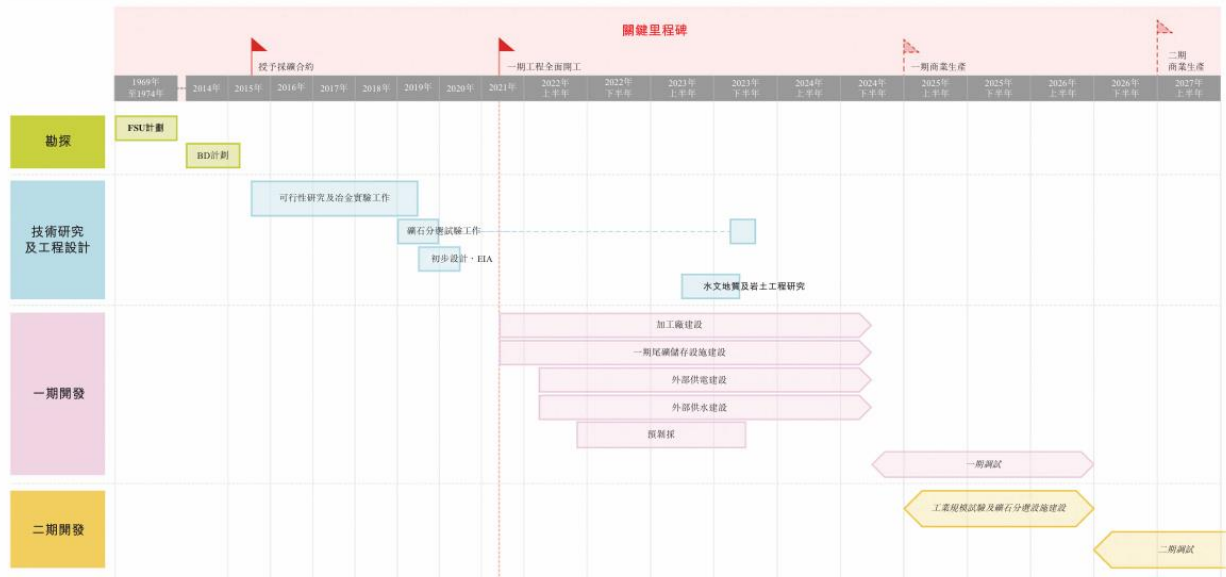 關鍵里程碑
授予採礦合約
一期工程全面開工
一期商業生產
二期
商業生產
1969年
至1974年
2014年
2015年
2016年
2017年
2018年
2019年
2020年
2021年
2022年
上半年
2022年
下半年
2023年
上半年
2023年
下半年
2024年
上半年
2024年
下半年
2025年
上半年
2025年
下半年
2026年
上半年
2026年
下半年
2027年
上半年
勘探
FSU計劃
BD計劃
技術研究
及工程設計
可行性研究及冶金實驗工作
礦石分選試驗工作
初步設計，EIA
水文地質及岩土工程研究
一期開發
加工廠建設
一期尾礦儲存設施建設
外部供電建設
外部供水建設
預剝採
一期調試
二期開發
工業規模試驗及礦石分選設施建設
二期調試